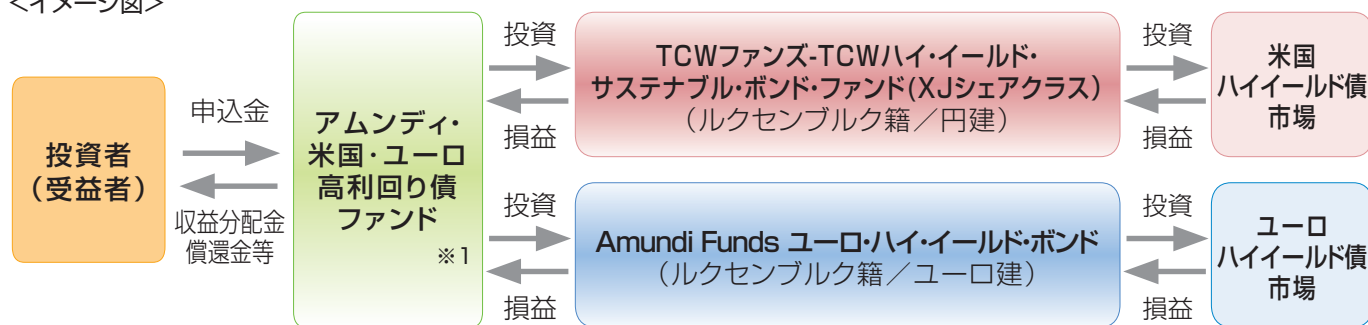 <イメージ図>
投資者
（受益者）
申込金
収益分配金
償還金等
アムンディ・
米国・ユーロ
高利回り債
ファンド
※1
投資
損益
TCWファンズ-TCWハイ・イールド・
サステナブル・ボンド・ファンド(XJシェアクラス)
（ルクセンブルク籍／円建）
投資
損益
米国
ハイイールド債
市場
投資
損益
Amundi Funds ユーロ・ハイ・イールド・ボンド
（ルクセンブルク籍／ユーロ建）
投資
損益
ユーロ
ハイイールド債
市場